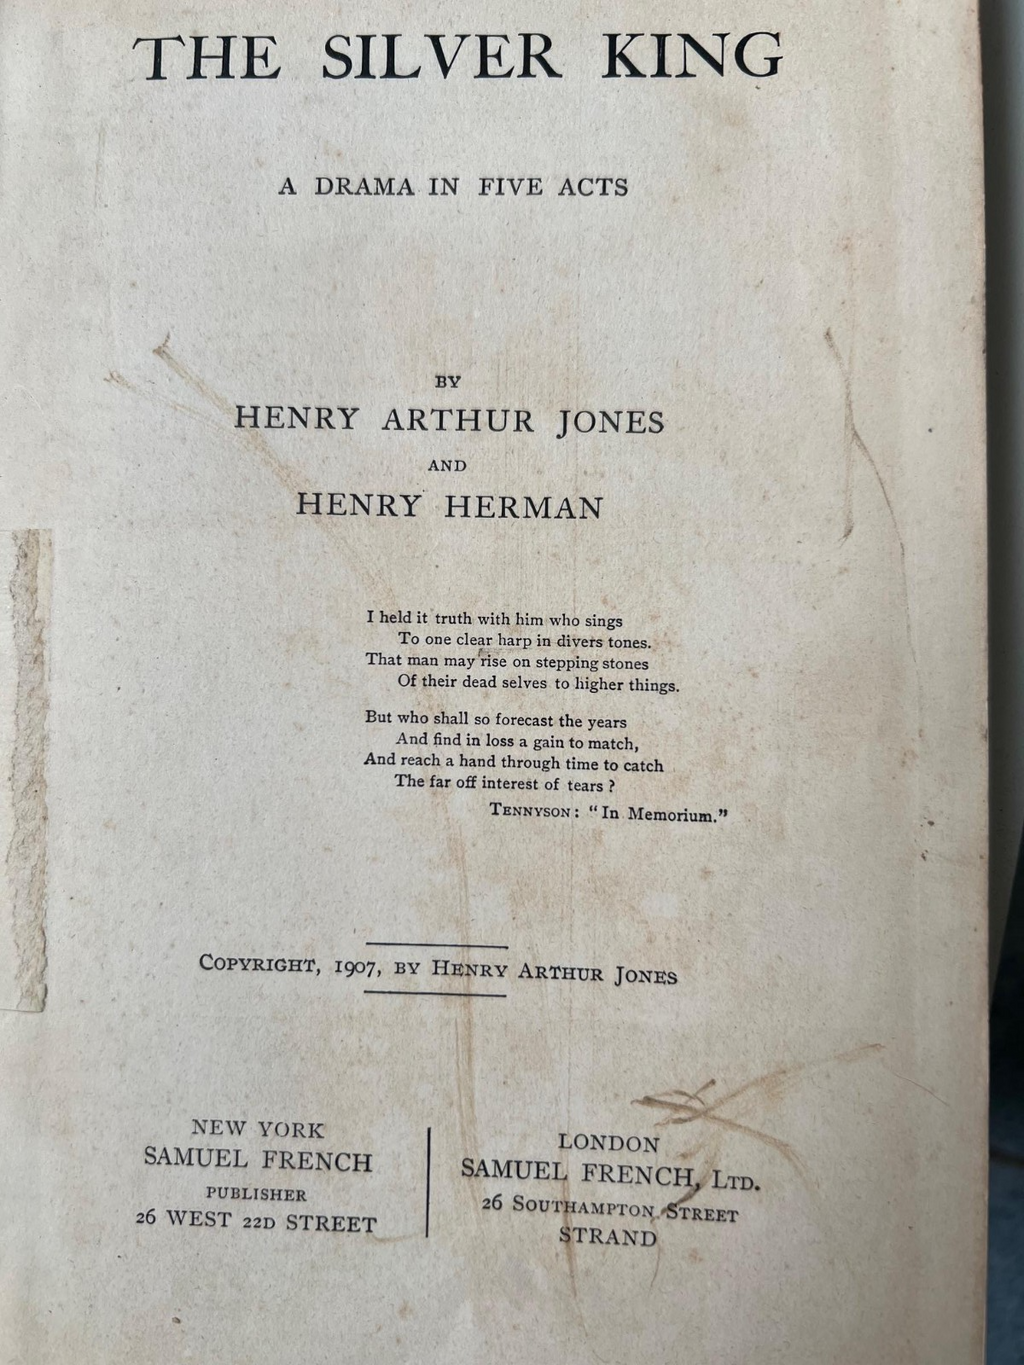 THE SILVER KING
A DRAMA IN FIVE ACTS
BY
HENRY ARTHUR JONES
AND
HENRY HERMAN
I held it truth with him who sings
To one clear harp in divers tones.
That man may rise on stepping stones
Of their dead selves to higher things.
But who shall so forecast the years
And find in loss a gain to match,
And reach a hand through time to catch
The far off interest of tears ?
TENNYSON: "In Memorium."
COPYRIGHT, 1907, BY HENRY ARTHUR JONES
NEW YORK
SAMUEL FRENCH
PUBLISHER
26 WEST 22D STREET
LONDON
SAMUEL FRENCH, LTD.
26 SOUTHAMPTON STREET
STRAND